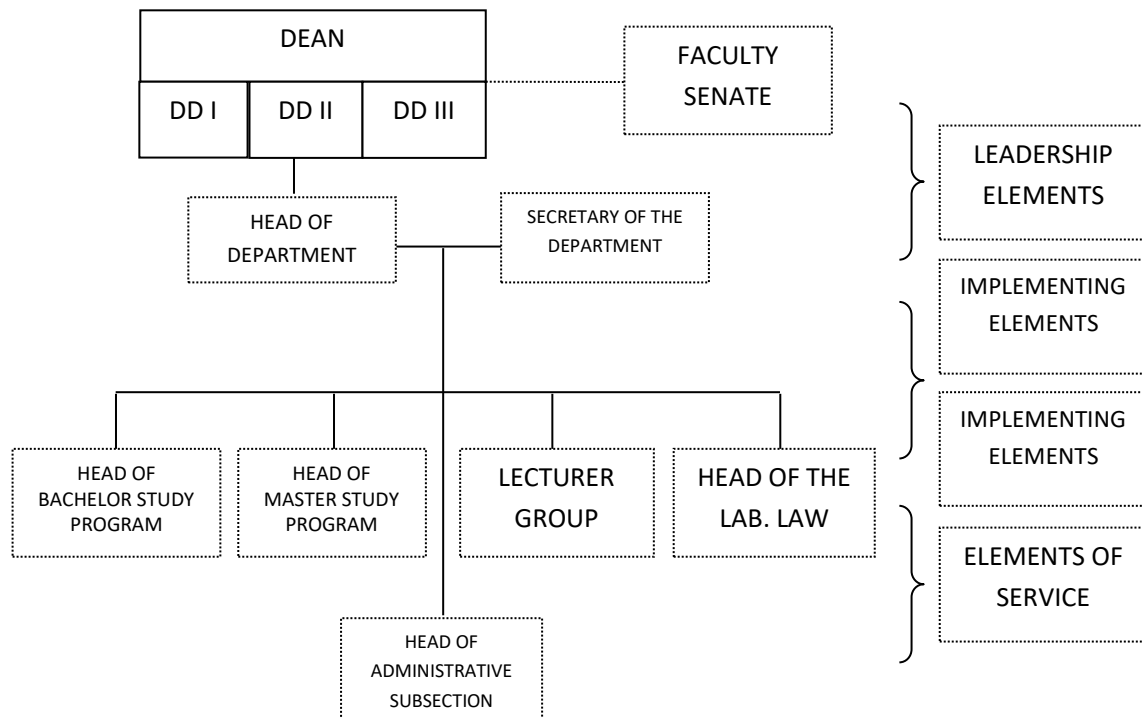 DEAN
DD I
DD II
DD III
FACULTY
SENATE
LEADERSHIP
ELEMENTS
HEAD OF
DEPARTMENT
SECRETARY OF THE
DEPARTMENT
IMPLEMENTING
ELEMENTS
IMPLEMENTING
ELEMENTS
HEAD OF
BACHELOR STUDY
PROGRAM
HEAD OF
MASTER STUDY
PROGRAM
LECTURER
GROUP
HEAD OF THE
LAB. LAW
ELEMENTS OF
SERVICE
HEAD OF
ADMINISTRATIVE
SUBSECTION